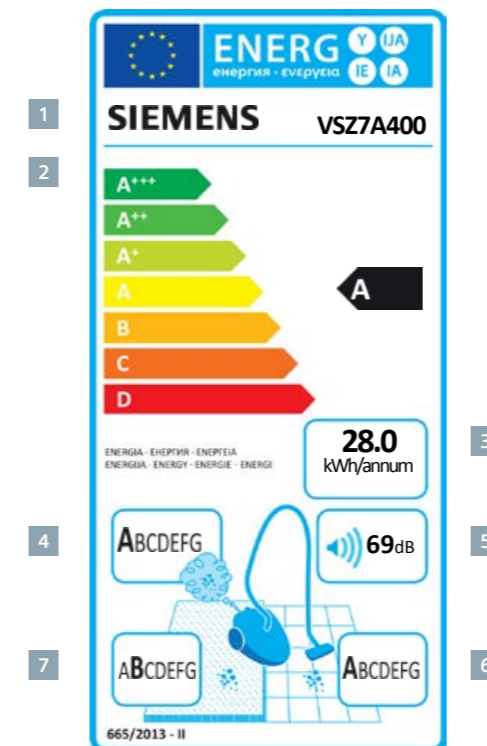 ENERG Y IJA
ЕНЕРГИЯ · ΕΝΕΡΓΕΙΑ IE IA
1
SIEMENS VSZ7A400
2
A+++
A++
A+
A
A
B
C
D
ENERGIA · ЕНЕРГИЯ · ΕΝΕΡΓΕΙΑ
ENERGIJA · ENERGY · ENERGIE · ENERGI
28.0
kWh/annum
3
4
ABCDEFG
69dB
5
7
ABCDEFG
ABCDEFG
6
665/2013 - II